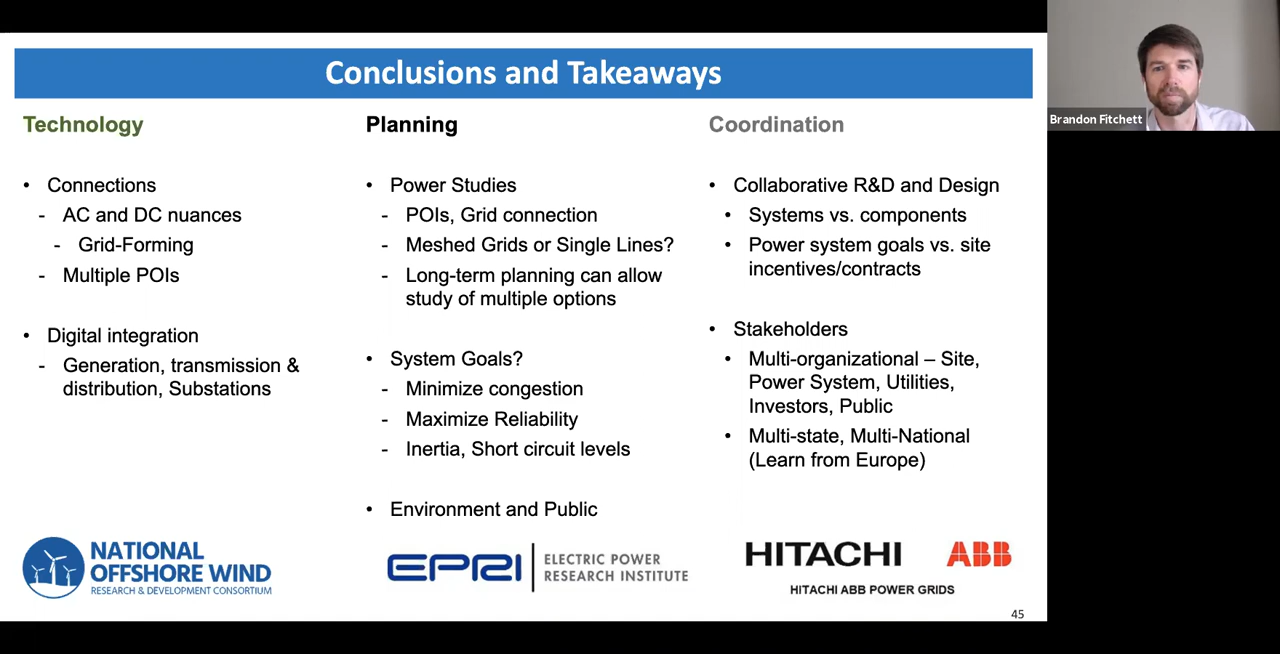 Conclusions and Takeaways
Technology
• Connections
- AC and DC nuances
- Grid-Forming
- Multiple POIs
• Digital integration
- Generation, transmission &
distribution, Substations
Planning
• Power Studies
- POIs, Grid connection
- Meshed Grids or Single Lines?
- Long-term planning can allow
study of multiple options
• System Goals?
- Minimize congestion
- Maximize Reliability
- Inertia, Short circuit levels
• Environment and Public
Coordination
• Collaborative R&D and Design
• Systems vs. components
• Power system goals vs. site
incentives/contracts
• Stakeholders
• Multi-organizational – Site,
Power System, Utilities,
Investors, Public
• Multi-state, Multi-National
(Learn from Europe)
NATIONAL
OFFSHORE WIND
RESEARCH & DEVELOPMENT CONSORTIUM
EPRI
ELECTRIC POWER
RESEARCH INSTITUTE
HITACHI ABB
HITACHI ABB POWER GRIDS
45
Brandon Fitchett